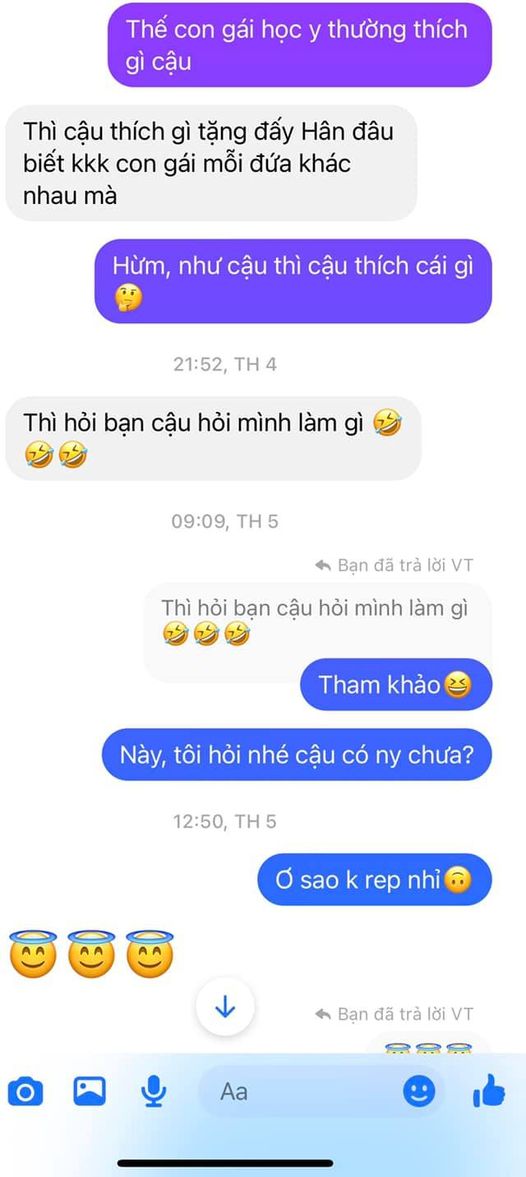 Thế con gái học y thường thích
gì cậu
Thì cậu thích gì tặng đấy Hân đâu
biết kkk con gái mỗi đứa khác
nhau mà
Hừm, như cậu thì cậu thích cái gì
🤔
21:52, TH 4
Thì hỏi bạn cậu hỏi mình làm gì 🤣
🤣🤣
09:09, TH 5
Bạn đã trả lời VT
Thì hỏi bạn cậu hỏi mình làm gì
🤣🤣🤣
Tham khảo😆
Này, tôi hỏi nhé cậu có ny chưa?
12:50, TH 5
Ơ sao k rep nhỉ🙃
😇😇😇
Bạn đã trả lời VT
😇😇😇
Aa